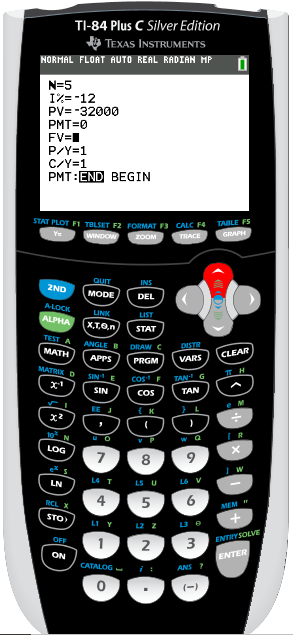 TI-84 Plus C Silver Edition
TEXAS INSTRUMENTS
NORMAL FLOAT AUTO REAL RADIAN MP
N=5
I%=-12
PV=-32000
PMT=0
FV=
P/Y=1
C/Y=1
PMT:END BEGIN
STAT PLOT F1 TBLSET F2 FORMAT F3 CALC F4 TABLE F5
Y= WINDOW ZOOM TRACE GRAPH
QUIT INS
2ND MODE DEL
A-LOCK LINK LIST
ALPHA X,T,Θ,n STAT
TEST A ANGLE B DRAW C DISTR
MATH APPS PRGM VARS CLEAR
MATRIX D SIN⁻¹ E COS⁻¹ F TAN⁻¹ G π H
x⁻¹ SIN COS TAN ^
√ I EE J { K } L e M
x² , ( ) ÷
10ˣ N u O v P w Q [ R
LOG 7 8 9 ×
eˣ S L4 T L5 U L6 V ] W
LN 4 5 6 −
RCL X L1 Y L2 Z L3 θ MEM "
STO› 1 2 3 +
OFF CATALOG ⎵ i : ANS ? ENTRY SOLVE
ON 0 . (−) ENTER